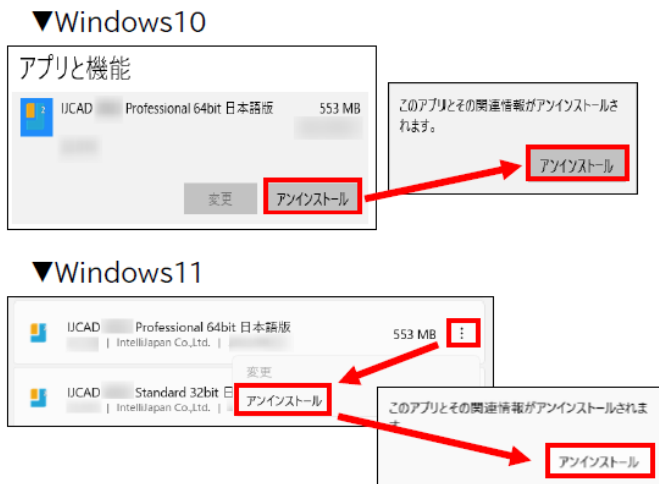 ▼Windows10
アプリと機能
IJCAD Professional 64bit 日本語版 553 MB
変更 アンインストール
このアプリとその関連情報がアンインストールさ
れます。
アンインストール
▼Windows11
IJCAD Professional 64bit 日本語版 553 MB
| IntelliJapan Co.,Ltd. |
変更
IJCAD Standard 32bit
アンインストール
| IntelliJapan Co.,Ltd. |
このアプリとその関連情報がアンインストールされま
す
アンインストール